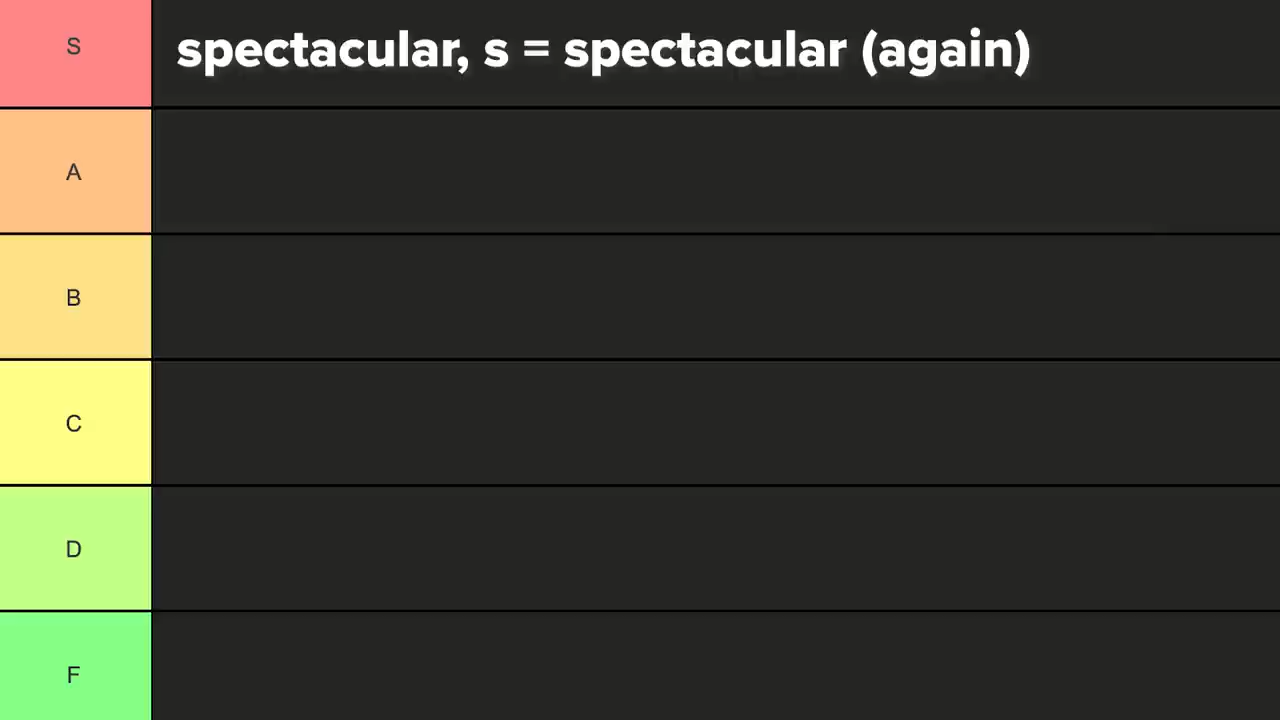 S
spectacular, s = spectacular (again)
A
B
C
D
F